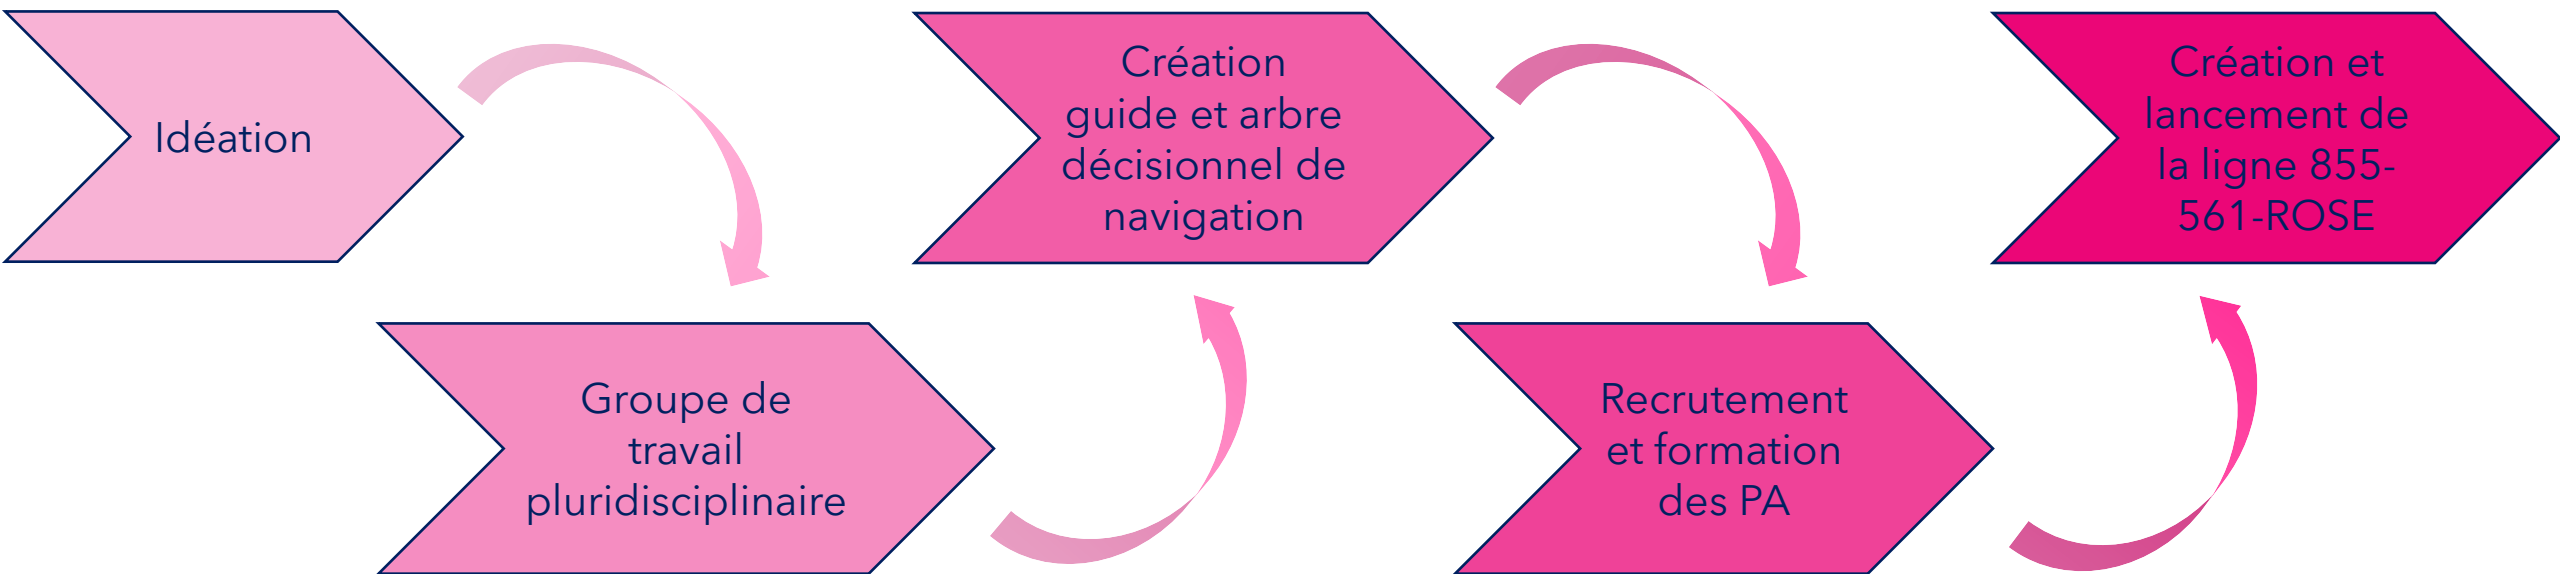 Idéation
Groupe de
travail
pluridisciplinaire
Création
guide et arbre
décisionnel de
navigation
Recrutement
et formation
des PA
Création et
lancement de
la ligne 855-
561-ROSE